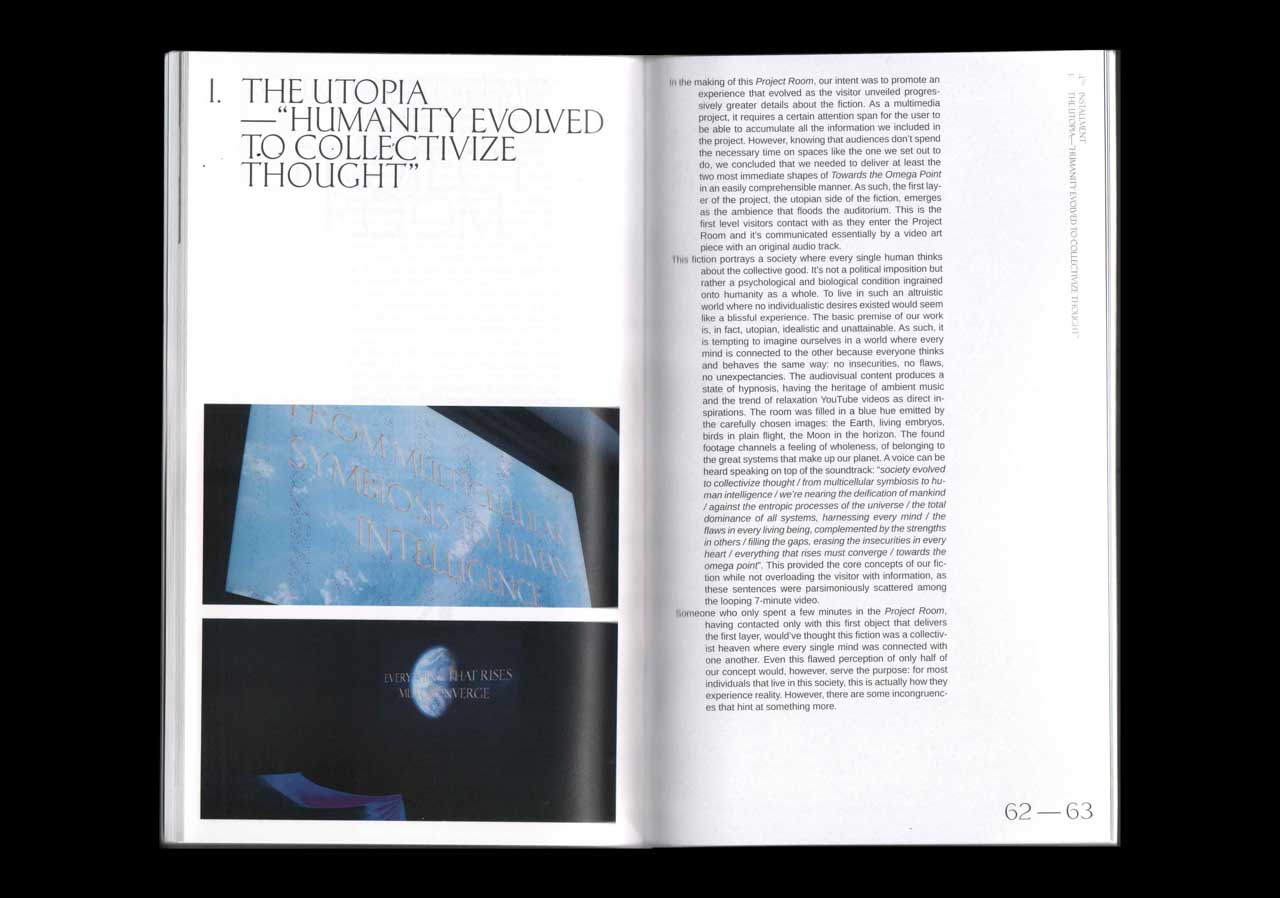 I. THE UTOPIA
—“HUMANITY EVOLVED
TO COLLECTIVIZE
THOUGHT”
FROM MULTICELLULAR
SYMBIOSIS TO HUMAN
INTELLIGENCE
EVERYTHING THAT RISES
MUST CONVERGE
In the making of this Project Room, our intent was to promote an
experience that evolved as the visitor unveiled progres-
sively greater details about the fiction. As a multimedia
project, it requires a certain attention span for the user to
be able to accumulate all the information we included in
the project. However, knowing that audiences don’t spend
the necessary time on spaces like the one we set out to
do, we concluded that we needed to deliver at least the
two most immediate shapes of Towards the Omega Point
in an easily comprehensible manner. As such, the first lay-
er of the project, the utopian side of the fiction, emerges
as the ambience that floods the auditorium. This is the
first level visitors contact with as they enter the Project
Room and it’s communicated essentially by a video art
piece with an original audio track.
This fiction portrays a society where every single human thinks
about the collective good. It’s not a political imposition but
rather a psychological and biological condition ingrained
onto humanity as a whole. To live in such an altruistic
world where no individualistic desires existed would seem
like a blissful experience. The basic premise of our work
is, in fact, utopian, idealistic and unattainable. As such, it
is tempting to imagine ourselves in a world where every
mind is connected to the other because everyone thinks
and behaves the same way: no insecurities, no flaws,
no unexpectancies. The audiovisual content produces a
state of hypnosis, having the heritage of ambient music
and the trend of relaxation YouTube videos as direct in-
spirations. The room was filled in a blue hue emitted by
the carefully chosen images: the Earth, living embryos,
birds in plain flight, the Moon in the horizon. The found
footage channels a feeling of wholeness, of belonging to
the great systems that make up our planet. A voice can be
heard speaking on top of the soundtrack: “society evolved
to collectivize thought / from multicellular symbiosis to hu-
man intelligence / we’re nearing the deification of mankind
/ against the entropic processes of the universe / the total
dominance of all systems, harnessing every mind / the
flaws in every living being, complemented by the strengths
in others / filling the gaps, erasing the insecurities in every
heart / everything that rises must converge / towards the
omega point”. This provided the core concepts of our fic-
tion while not overloading the visitor with information, as
these sentences were parsimoniously scattered among
the looping 7-minute video.
Someone who only spent a few minutes in the Project Room,
having contacted only with this first object that delivers
the first layer, would’ve thought this fiction was a collectiv-
ist heaven where every single mind was connected with
one another. Even this flawed perception of only half of
our concept would, however, serve the purpose: for most
individuals that live in this society, this is actually how they
experience reality. However, there are some incongruenc-
es that hint at something more.
INSTALLMENT
I. THE UTOPIA—“HUMANITY EVOLVED TO COLLECTIVIZE THOUGHT”
62 — 63